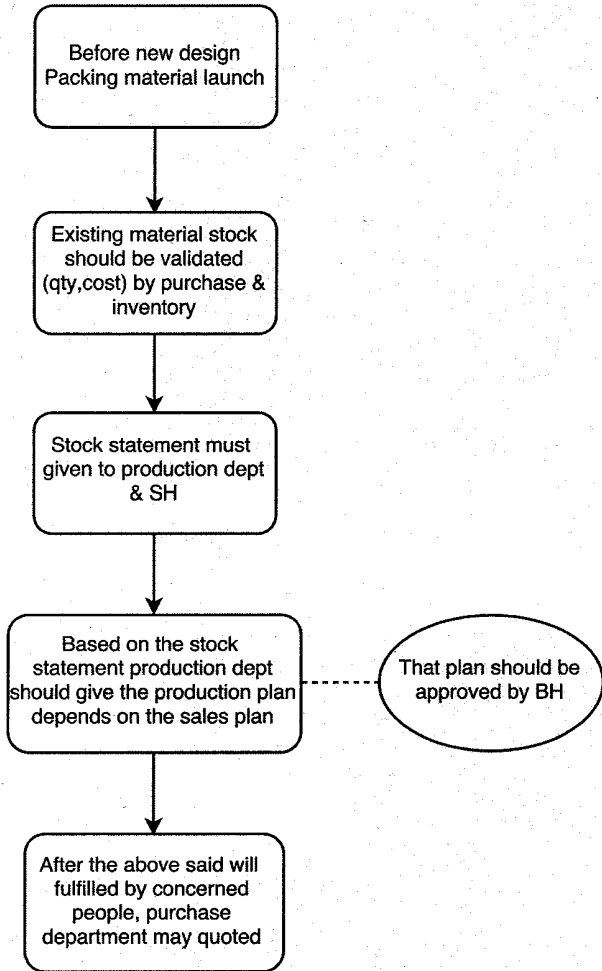 Before new design
Packing material launch
Existing material stock
should be validated
(qty,cost) by purchase &
inventory
Stock statement must
given to production dept
& SH
Based on the stock
statement production dept
should give the production plan
depends on the sales plan
That plan should be
approved by BH
After the above said will
fulfilled by concerned
people, purchase
department may quoted